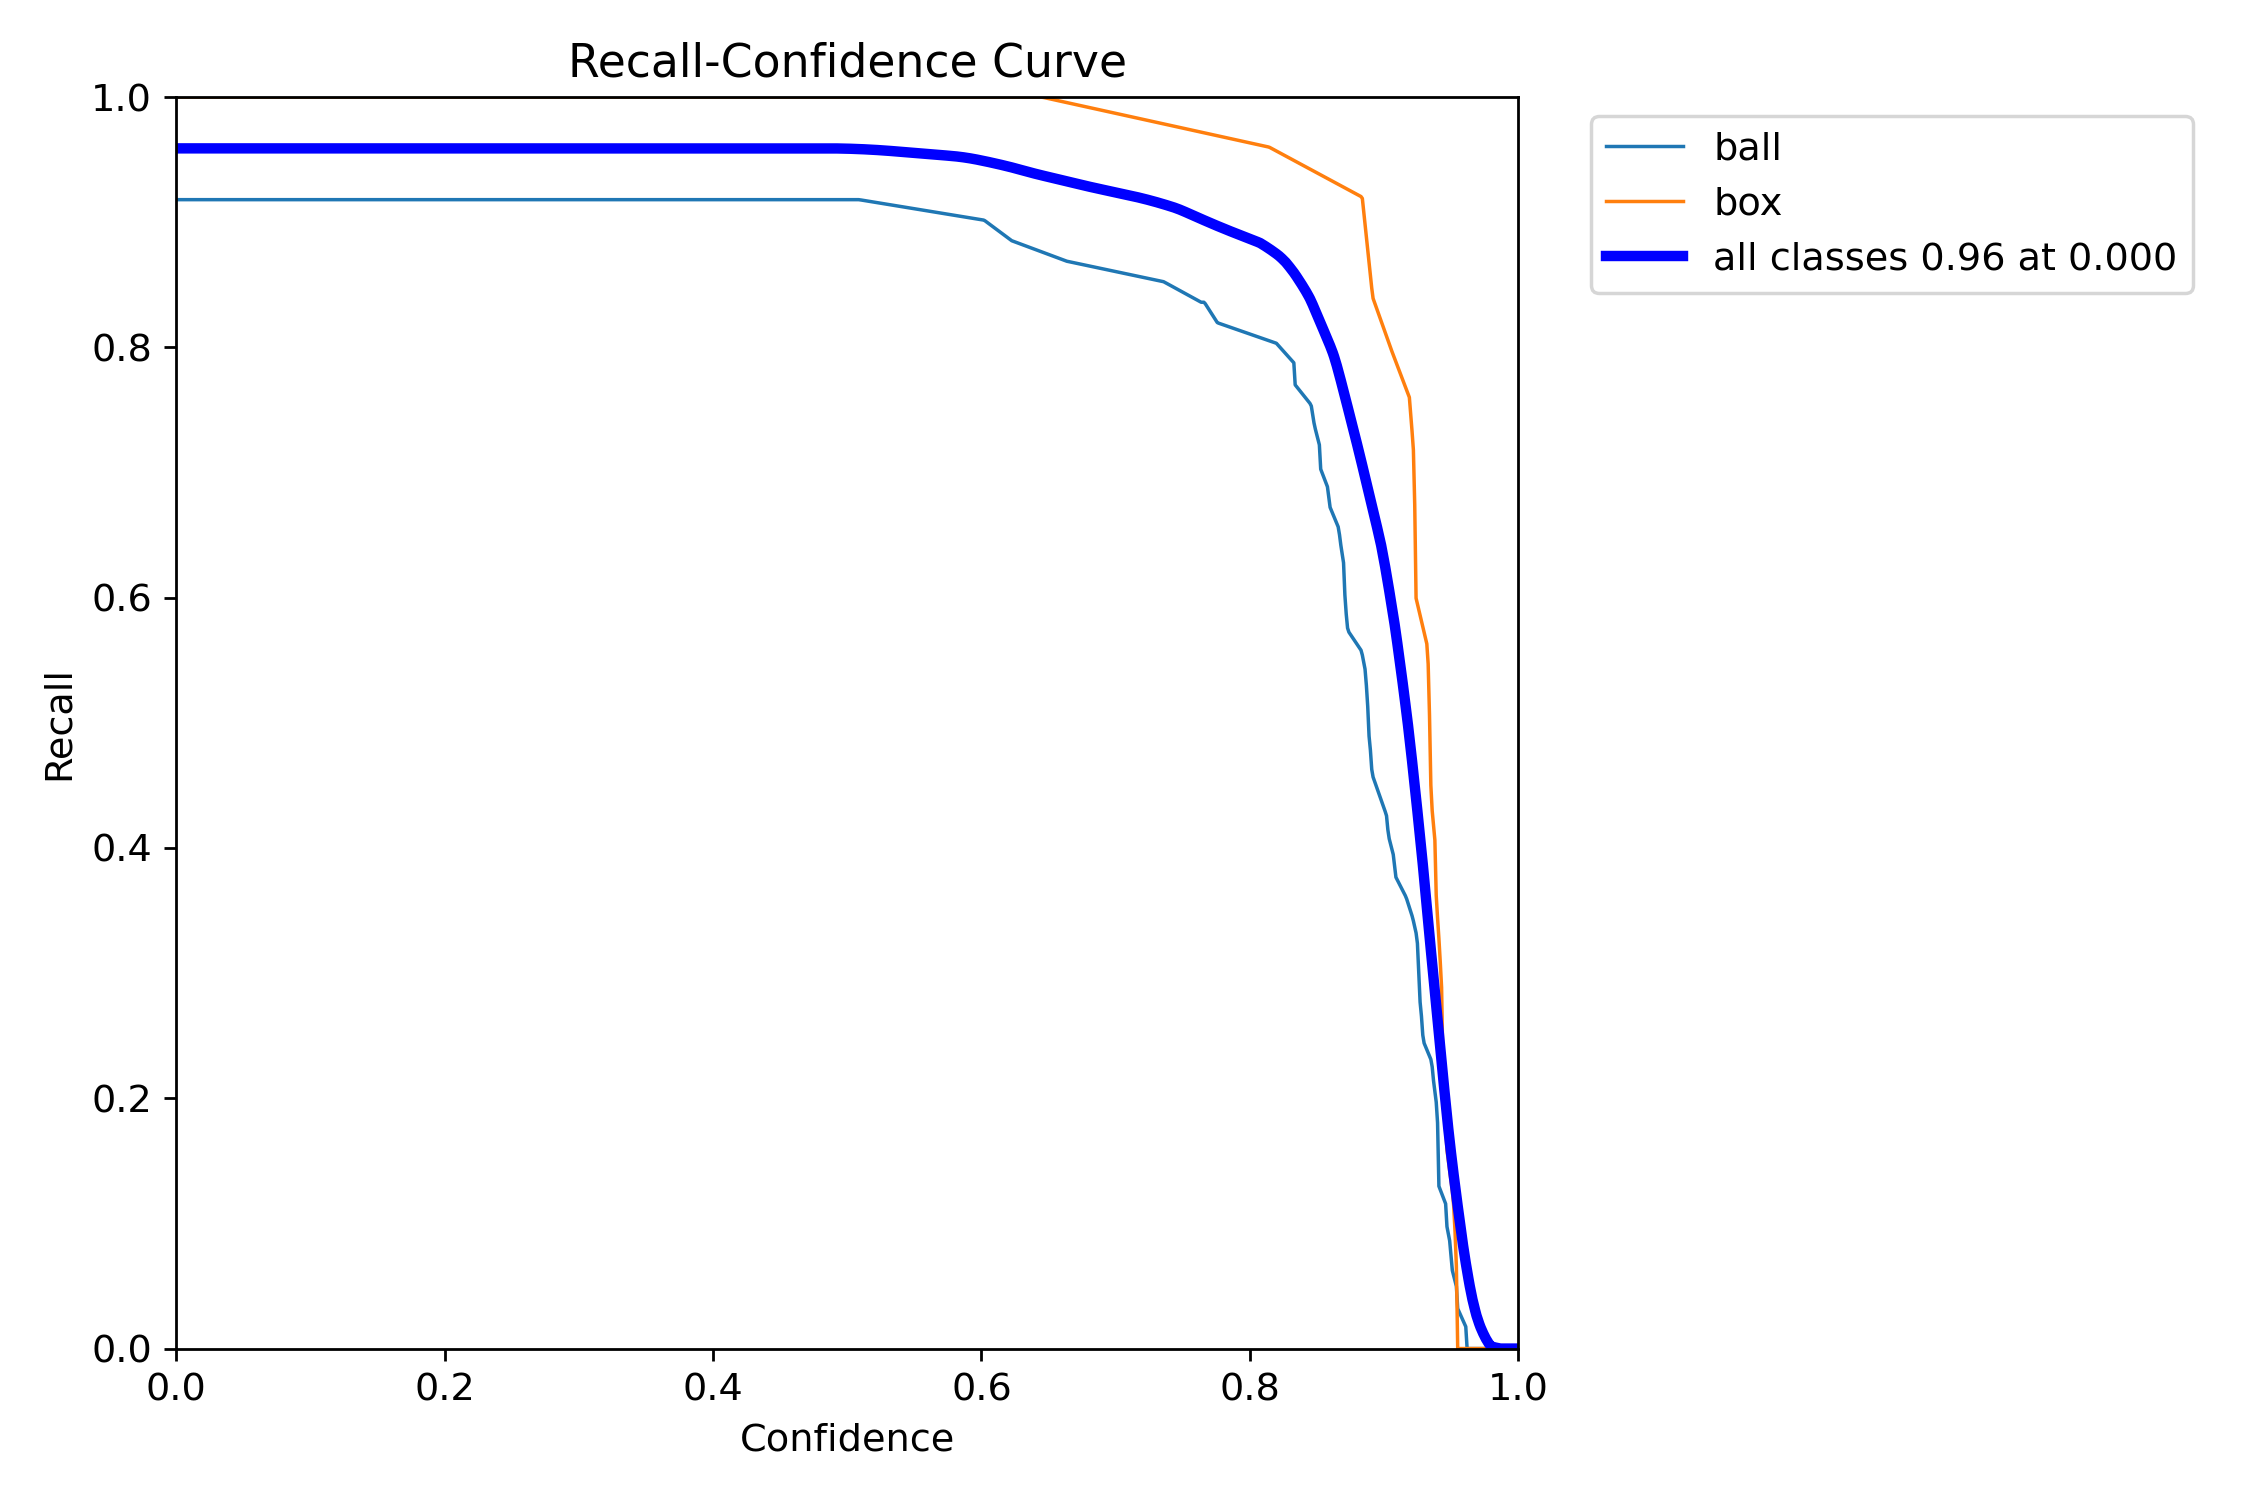 Recall-Confidence Curve
1.0
0.8
0.6
0.4
0.2
0.0
Recall
0.0 0.2 0.4 0.6 0.8 1.0
Confidence
ball
box
all classes 0.96 at 0.000